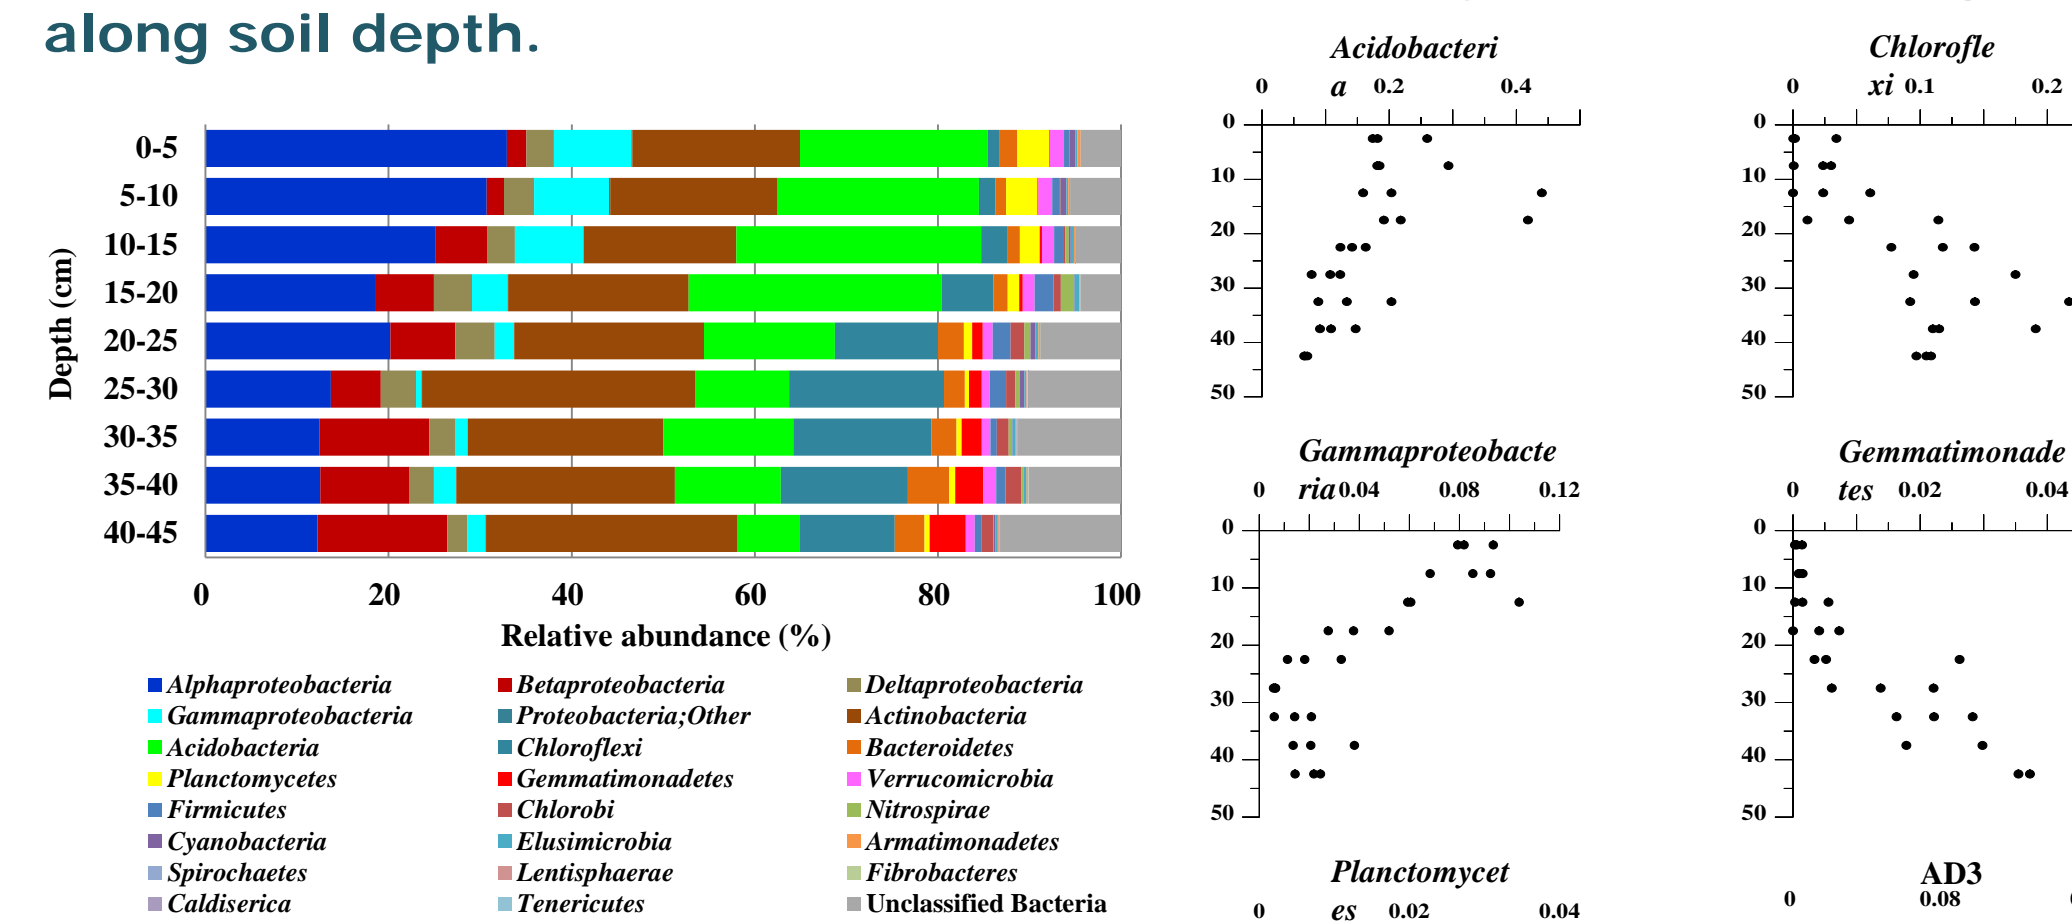 along soil depth.
0-5
5-10
10-15
15-20
20-25
25-30
30-35
35-40
40-45
Depth (cm)
0 20 40 60 80 100
Relative abundance (%)
Alphaproteobacteria Betaproteobacteria Deltaproteobacteria
Gammaproteobacteria Proteobacteria;Other Actinobacteria
Acidobacteria Chloroflexi Bacteroidetes
Planctomycetes Gemmatimonadetes Verrucomicrobia
Firmicutes Chlorobi Nitrospirae
Cyanobacteria Elusimicrobia Armatimonadetes
Spirochaetes Lentisphaerae Fibrobacteres
Caldiserica Tenericutes Unclassified Bacteria
Acidobacteri
a
0 0.2 0.4
0
10
20
30
40
50
Chlorofle
xi
0 0.1 0.2
0
10
20
30
40
50
Gammaproteobacte
ria
0 0.04 0.08 0.12
0
10
20
30
40
50
Gemmatimonade
tes
0 0.02 0.04
0
10
20
30
40
50
Planctomycet
es
0 0.02 0.04
AD3
0 0.08